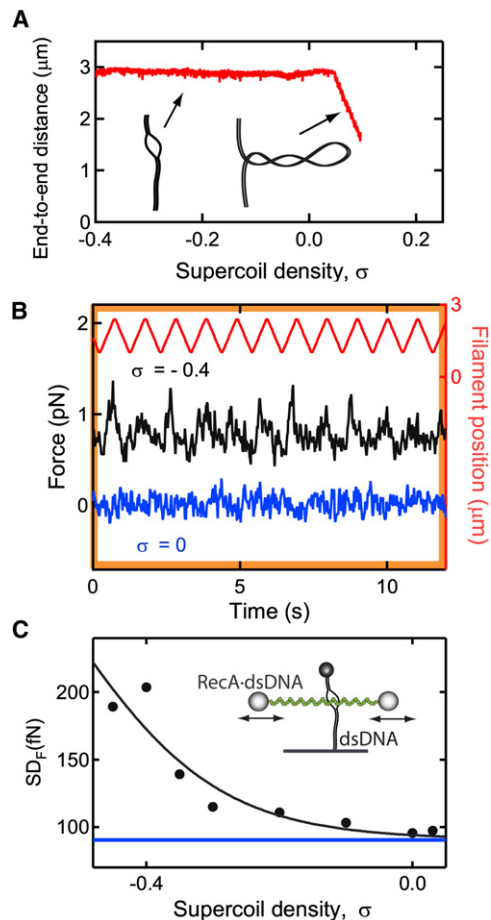 A
End-to-end distance (μm)
3
2
1
0
-0.4
-0.2
0.0
0.2
Supercoil density, σ
B
Force (pN)
2
1
0
σ = - 0.4
σ = 0
3
0
Filament position (μm)
0
5
10
Time (s)
C
SD_F(fN)
200
150
100
RecA·dsDNA
dsDNA
-0.4
0.0
Supercoil density, σ